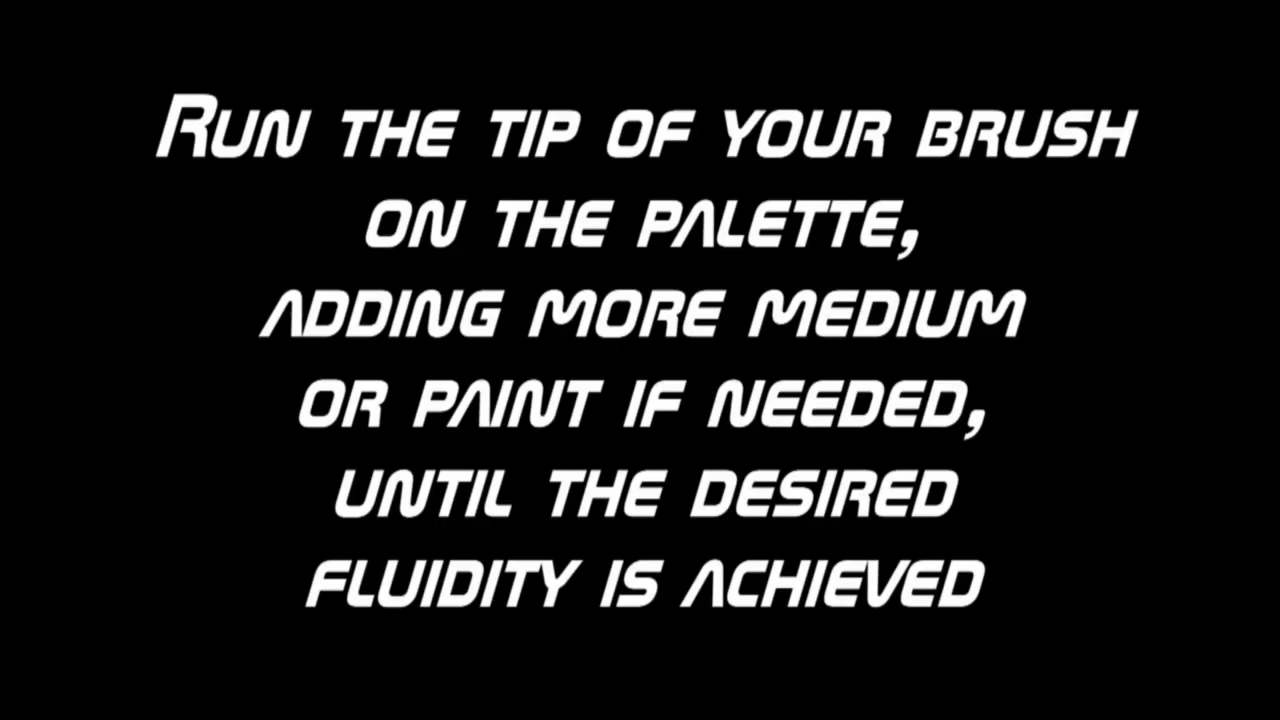 Run the tip of your brush
on the palette,
adding more medium
or paint if needed,
until the desired
fluidity is achieved